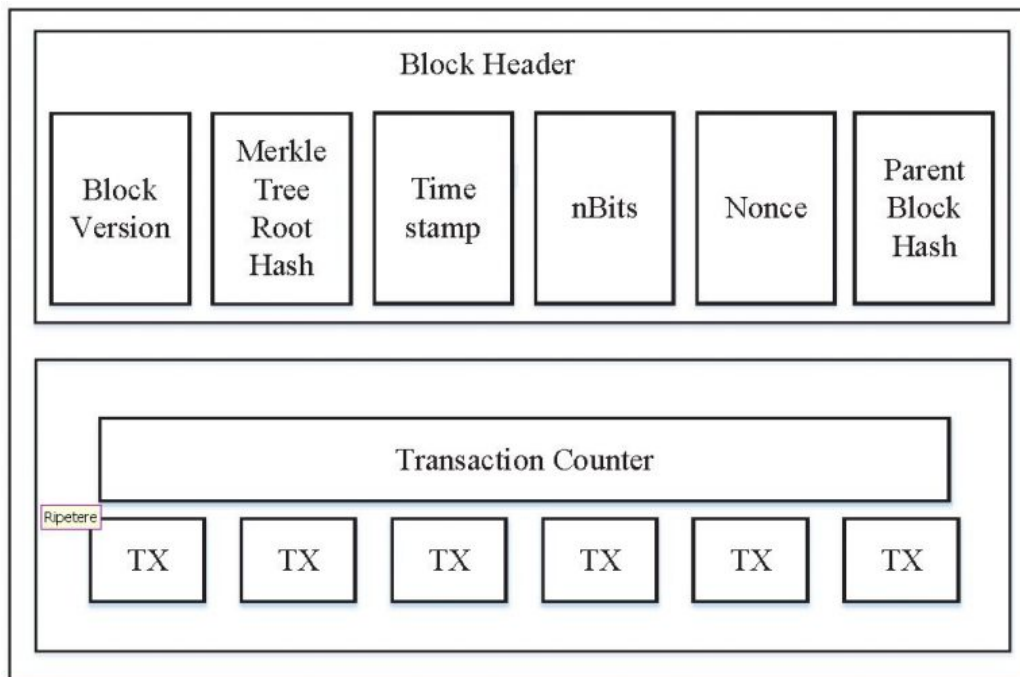 Block Header
Block
Version
Merkle
Tree
Root
Hash
Time
stamp
nBits
Nonce
Parent
Block
Hash
Transaction Counter
Ripetere
TX
TX
TX
TX
TX
TX